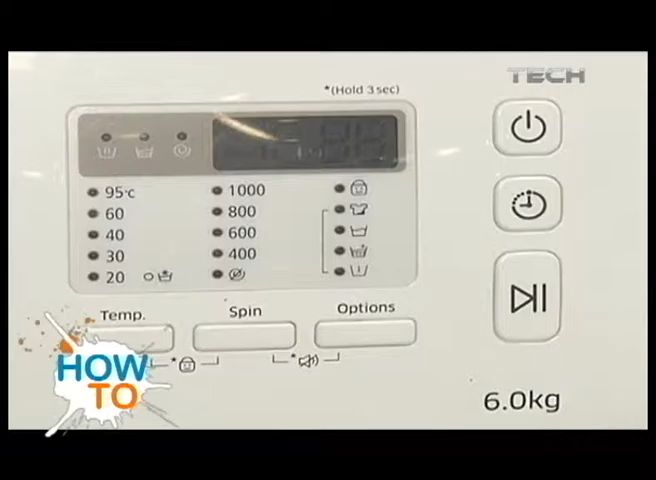 TECH
*(Hold 3 sec)
95°c 1000
60 800
40 600
30 400
20
Temp. Spin Options
*
*
6.0kg
HOW
TO